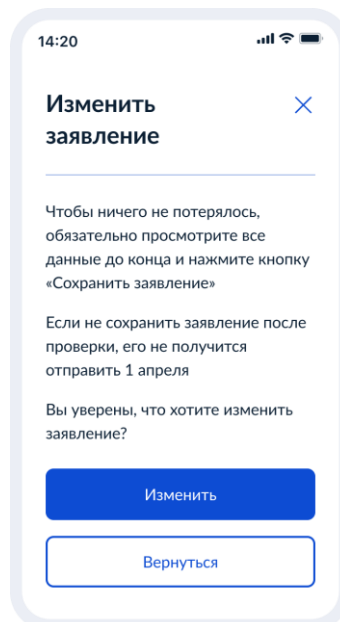 14:20
Изменить
заявление
Чтобы ничего не потерялось,
обязательно просмотрите все
данные до конца и нажмите кнопку
«Сохранить заявление»
Если не сохранить заявление после
проверки, его не получится
отправить 1 апреля
Вы уверены, что хотите изменить
заявление?
Изменить
Вернуться